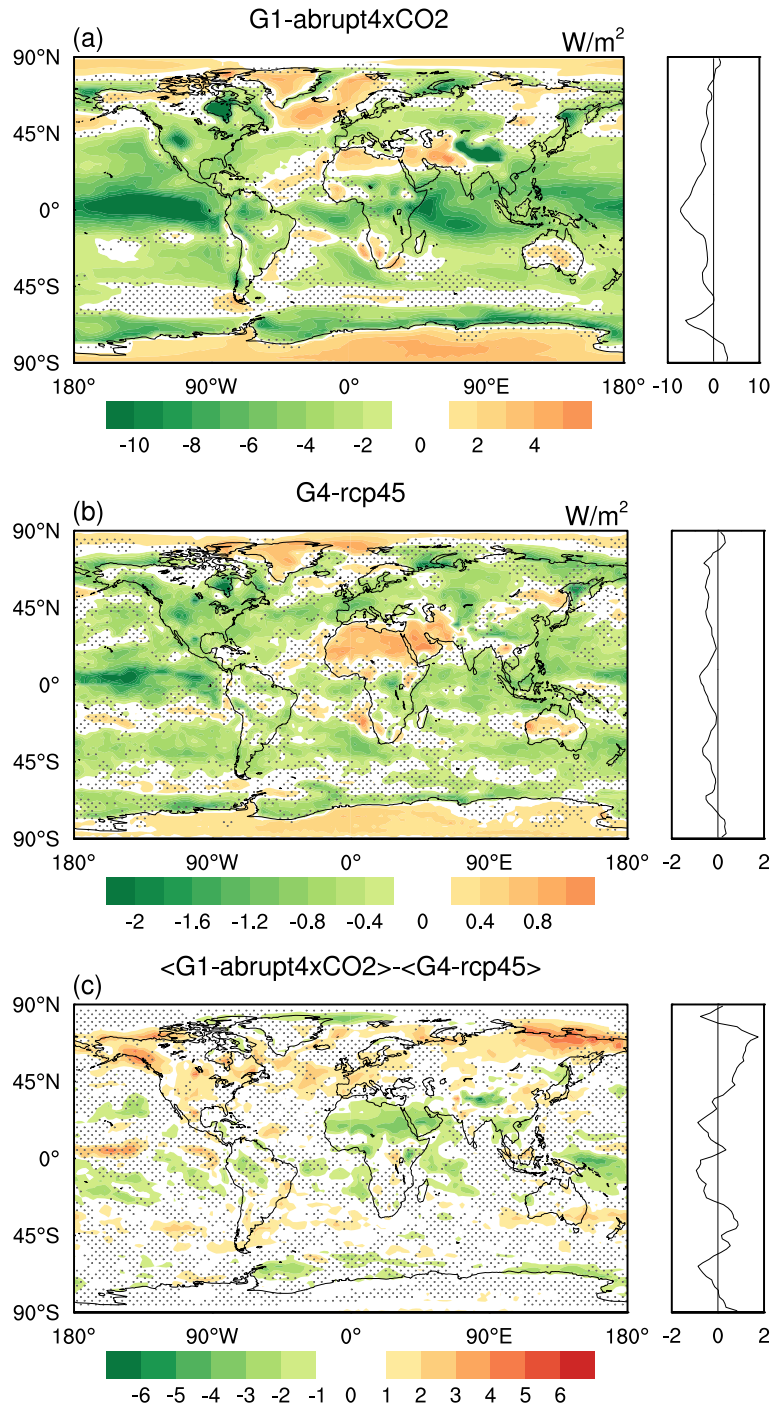 G1-abrupt4xCO2
(a) W/m²
90°N
45°N
0°
45°S
90°S
180° 90°W 0° 90°E 180° -10 0 10
-10 -8 -6 -4 -2 0 2 4
G4-rcp45
(b) W/m²
90°N
45°N
0°
45°S
90°S
180° 90°W 0° 90°E 180° -2 0 2
-2 -1.6 -1.2 -0.8 -0.4 0 0.4 0.8
<G1-abrupt4xCO2>-<G4-rcp45>
(c)
90°N
45°N
0°
45°S
90°S
180° 90°W 0° 90°E 180° -2 0 2
-6 -5 -4 -3 -2 -1 0 1 2 3 4 5 6